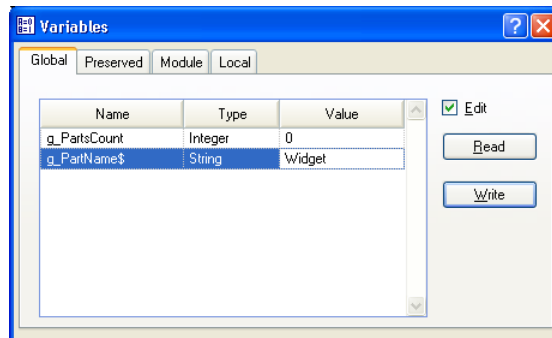 Variables
Global Preserved Module Local
Name Type Value
Edit
g_PartsCount Integer 0
Read
g_PartName$ String Widget
Write